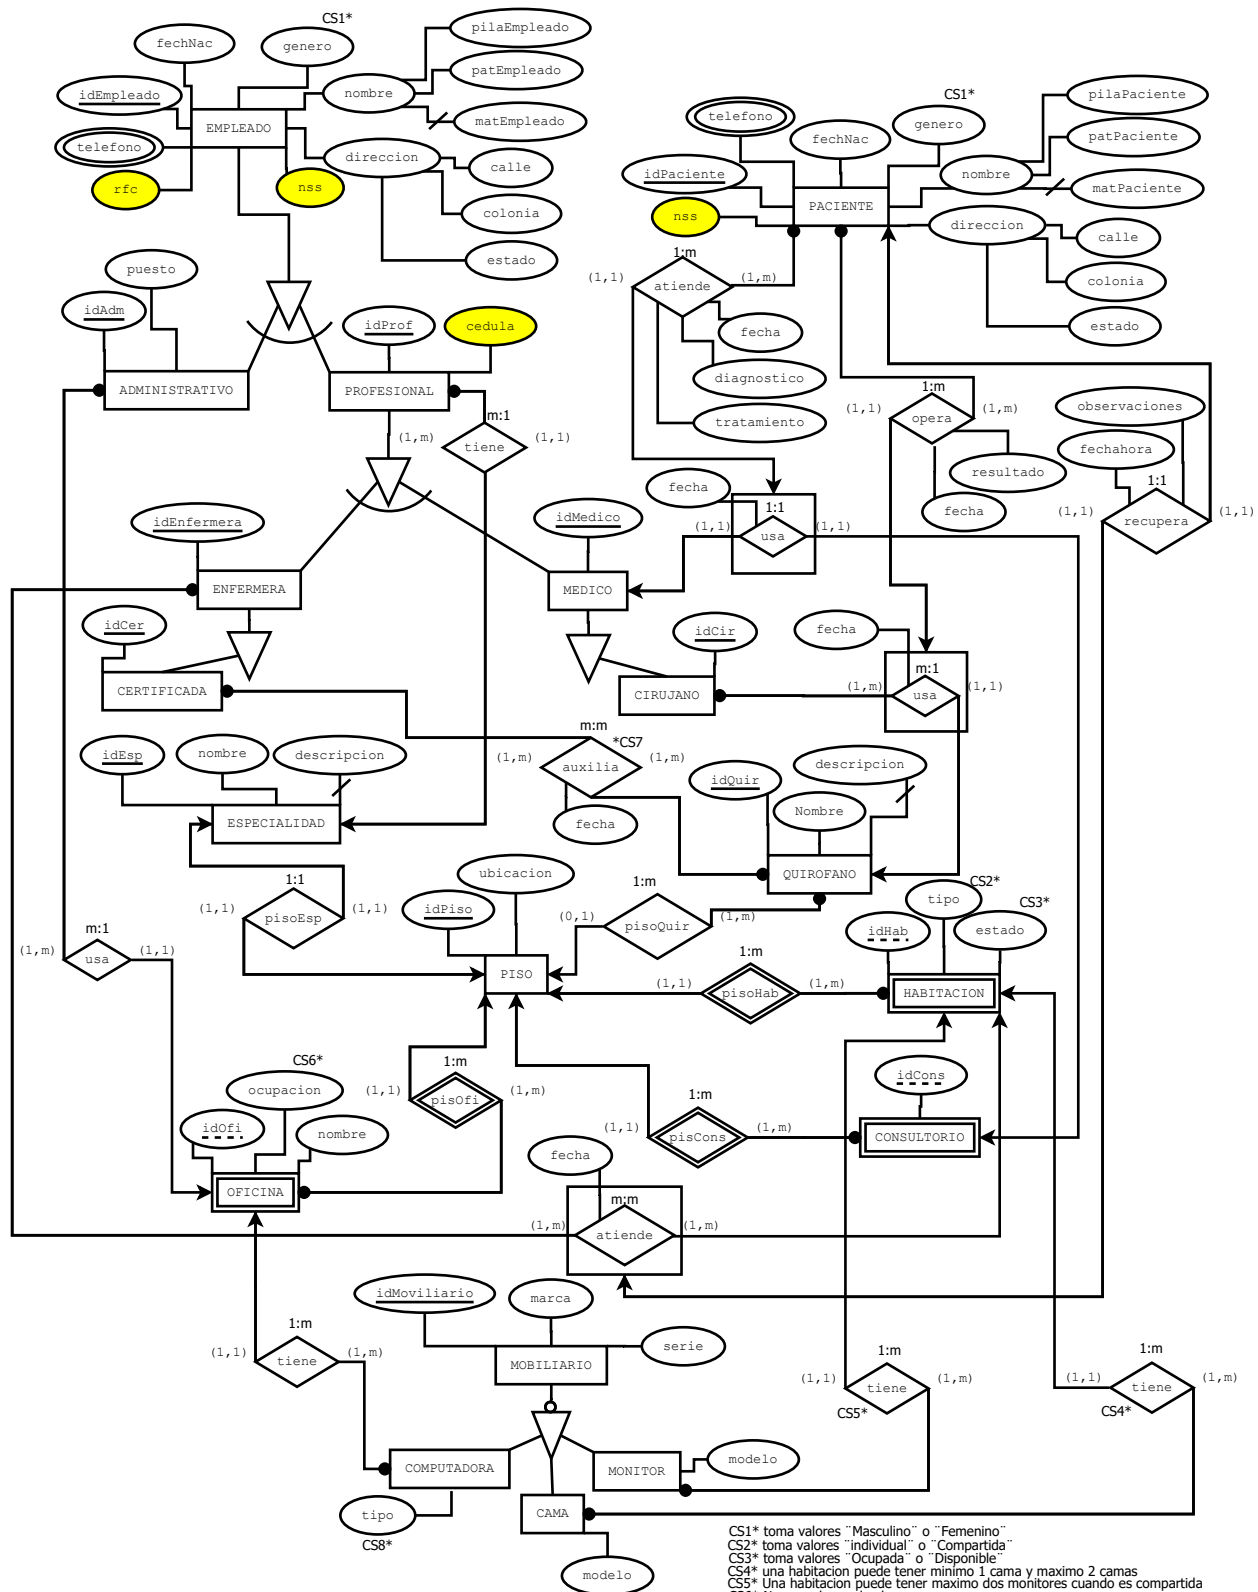 CS1*
pilaEmpleado
fechNac
genero
patEmpleado
idEmpleado
nombre
matEmpleado
EMPLEADO
telefono
direccion
calle
rfc
nss
colonia
estado
CS1*
pilaPaciente
telefono
genero
fechNac
patPaciente
idPaciente
nombre
matPaciente
PACIENTE
nss
direccion
calle
colonia
estado
puesto
idAdm
idProf
cedula
ADMINISTRATIVO
PROFESIONAL
1:m
(1,1)
atiende
(1,m)
fecha
diagnostico
tratamiento
m:1
(1,m)
tiene
(1,1)
1:m
(1,1)
opera
(1,m)
resultado
fecha
observaciones
fechahora
1:1
(1,1)
recupera
(1,1)
fecha
1:1
(1,1)
usa
(1,1)
idEnfermera
idMedico
ENFERMERA
MEDICO
idCer
idCir
CERTIFICADA
CIRUJANO
fecha
m:1
(1,m)
usa
(1,1)
m:m
*CS7
(1,m)
auxilia
(1,m)
fecha
idEsp
nombre
descripcion
ESPECIALIDAD
idQuir
descripcion
Nombre
QUIROFANO
1:1
(1,1)
pisoEsp
(1,1)
ubicacion
idPiso
PISO
1:m
(0,1)
pisoQuir
(1,m)
CS2*
tipo
CS3*
idHab
estado
HABITACION
1:m
(1,1)
pisoHab
(1,m)
m:1
(1,m)
usa
(1,1)
CS6*
ocupacion
idOfi
nombre
OFICINA
1:m
(1,1)
pisOfi
(1,m)
1:m
(1,1)
pisCons
(1,m)
idCons
CONSULTORIO
fecha
m:m
(1,m)
atiende
(1,m)
idMoviliario
marca
serie
MOBILIARIO
1:m
(1,1)
tiene
(1,m)
1:m
(1,1)
tiene
(1,m)
CS5*
1:m
(1,1)
tiene
(1,m)
CS4*
COMPUTADORA
MONITOR
modelo
tipo
CS8*
CAMA
modelo
CS1* toma valores ¨Masculino¨ o ¨Femenino¨
CS2* toma valores ¨individual¨ o ¨Compartida¨
CS3* toma valores ¨Ocupada¨ o ¨Disponible¨
CS4* una habitacion puede tener minimo 1 cama y maximo 2 camas
CS5* Una habitacion puede tener maximo dos monitores cuando es compartida